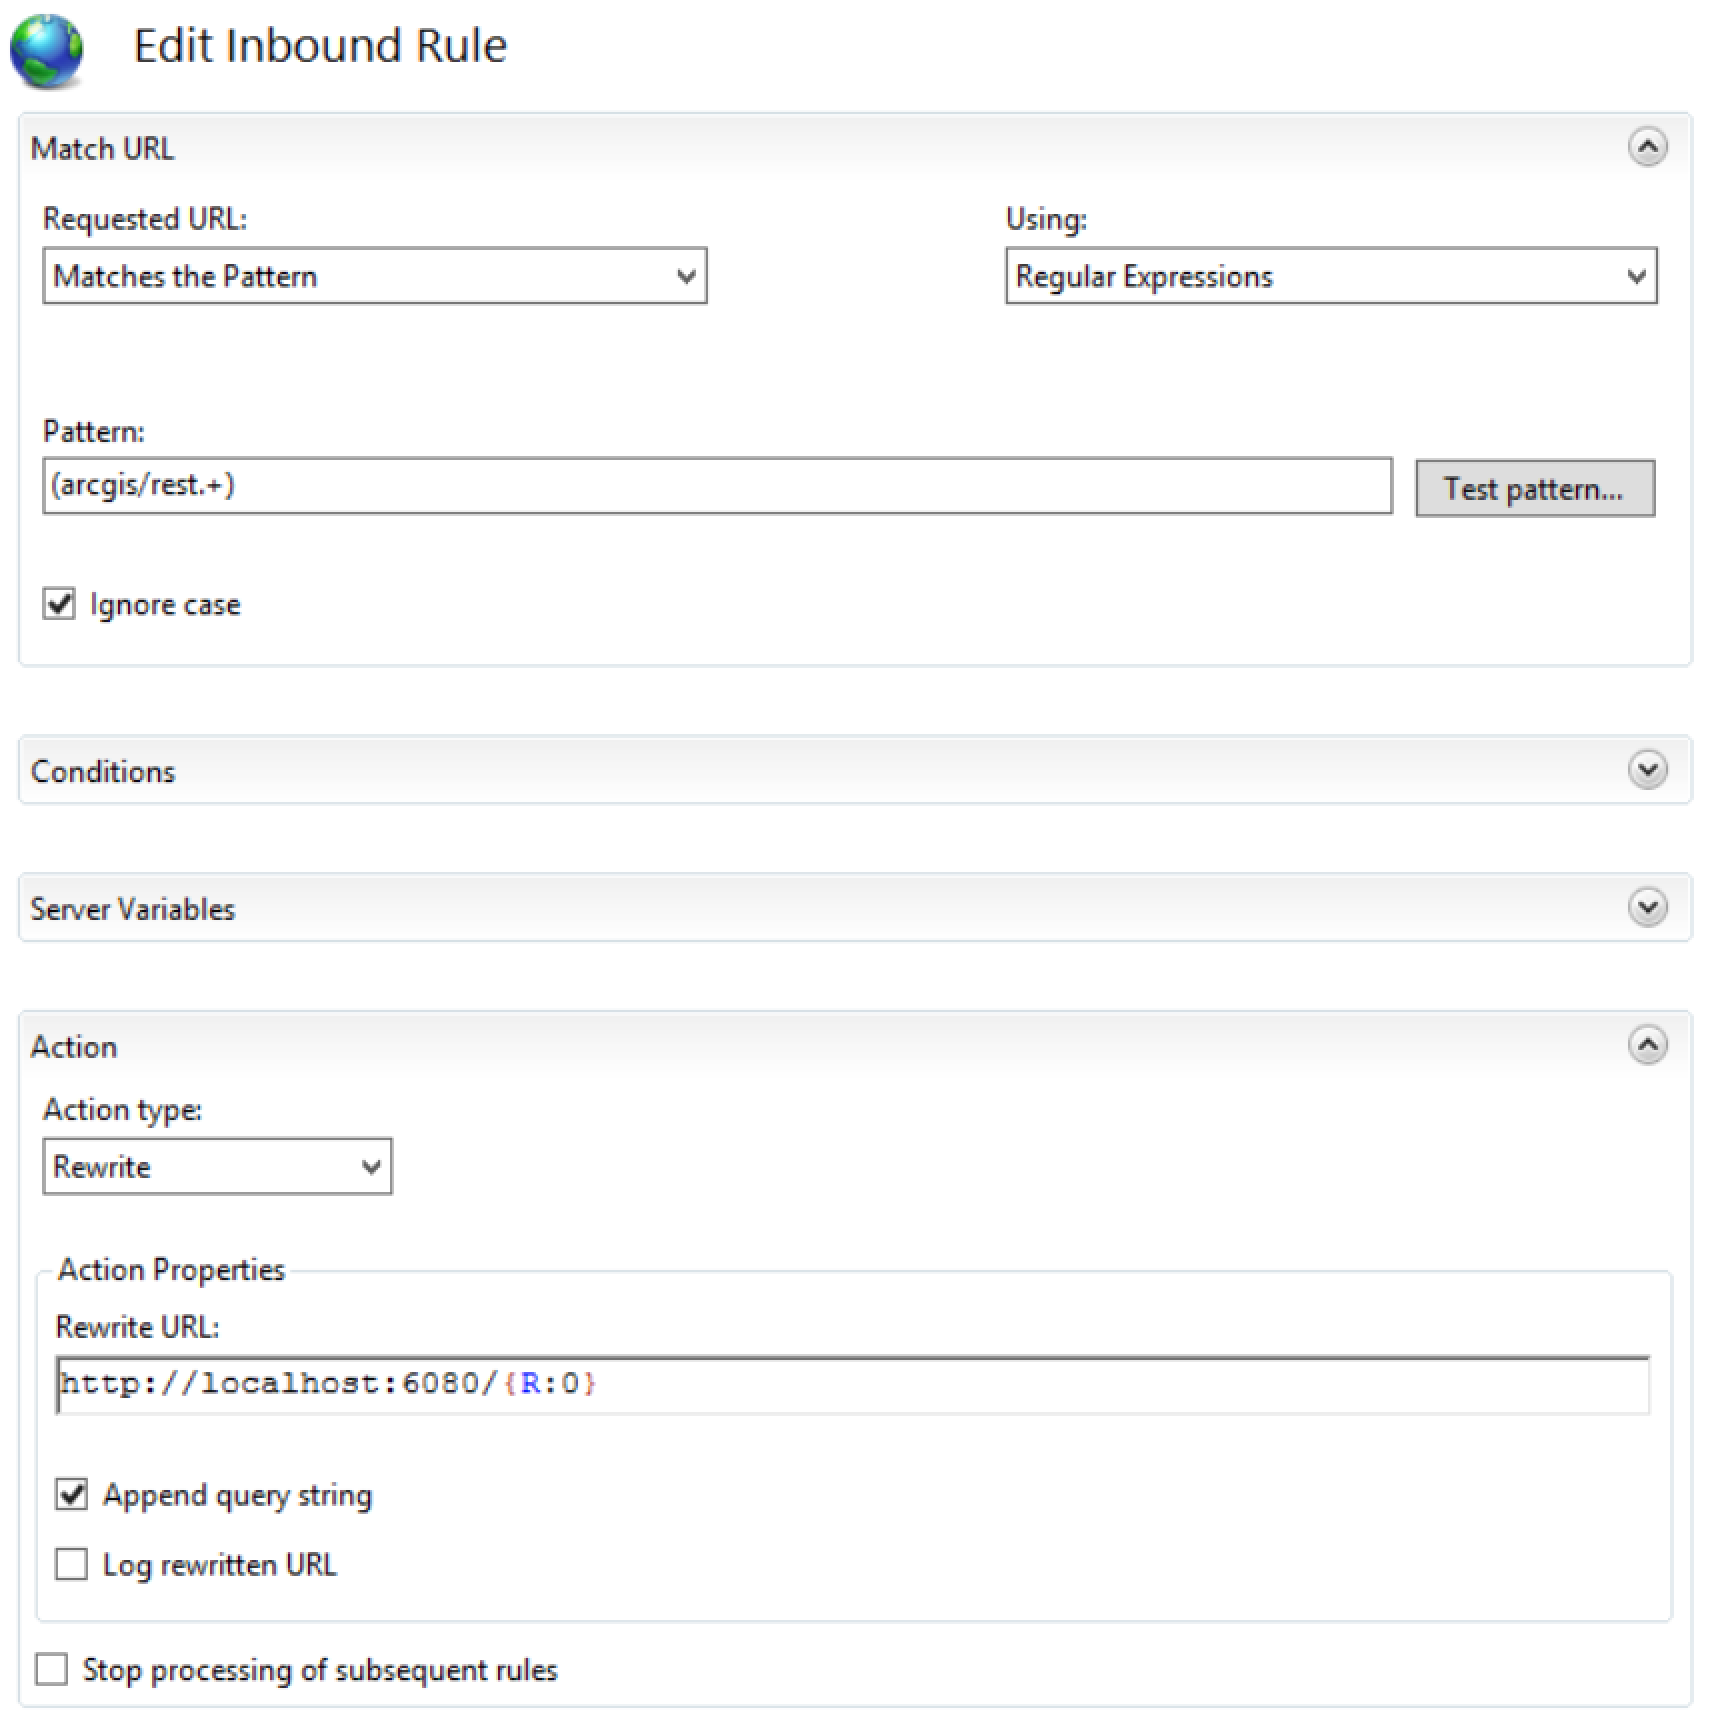 Edit Inbound Rule
Match URL
Requested URL:
Using:
Matches the Pattern
Regular Expressions
Pattern:
(arcgis/rest.+)
Test pattern...
Ignore case
Conditions
Server Variables
Action
Action type:
Rewrite
Action Properties
Rewrite URL:
http://localhost:6080/{R:0}
Append query string
Log rewritten URL
Stop processing of subsequent rules